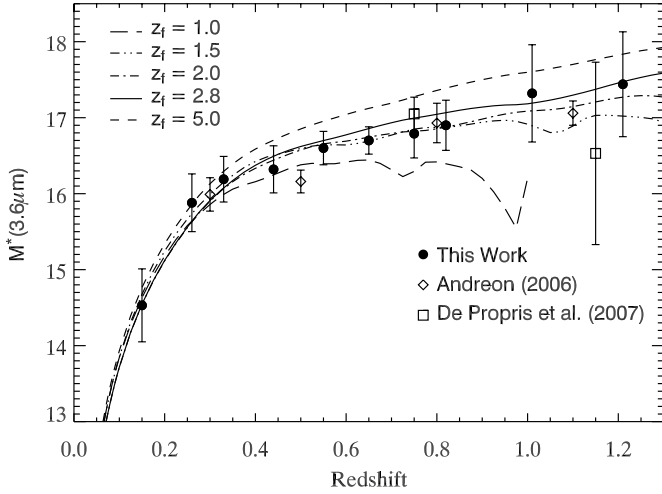 z_f = 1.0
z_f = 1.5
z_f = 2.0
z_f = 2.8
z_f = 5.0
18
17
16
15
14
13
M*(3.6μm)
This Work
Andreon (2006)
De Propris et al. (2007)
0.0 0.2 0.4 0.6 0.8 1.0 1.2
Redshift